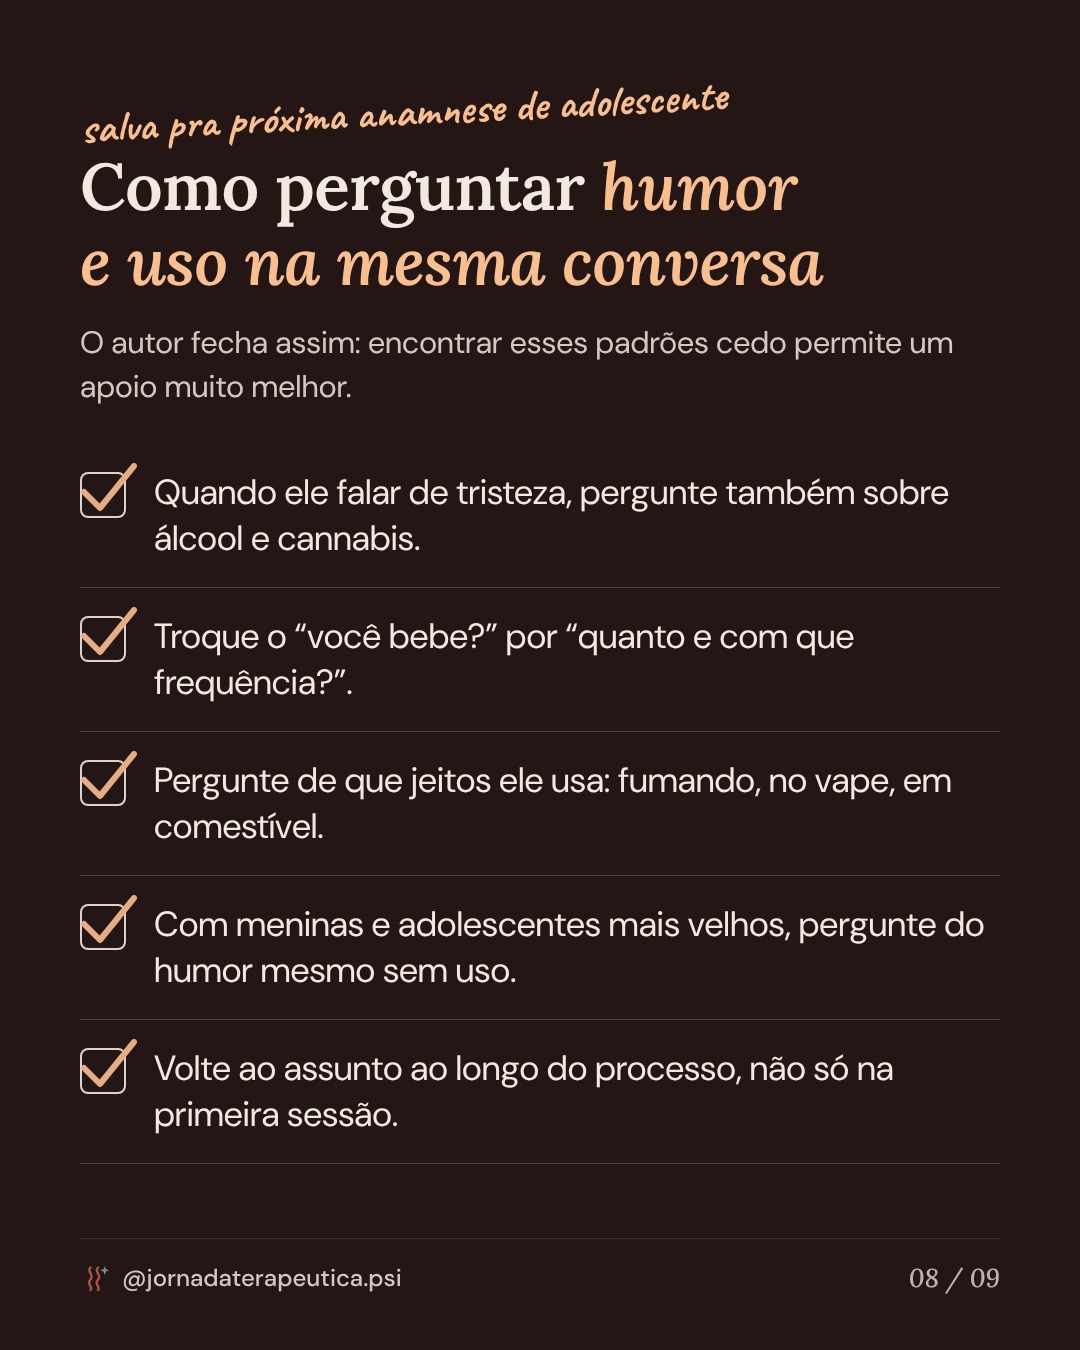 salva pra próxima anamnese de adolescente
Como perguntar humor
e uso na mesma conversa
O autor fecha assim: encontrar esses padrões cedo permite um
apoio muito melhor.
Quando ele falar de tristeza, pergunte também sobre
álcool e cannabis.
Troque o “você bebe?” por “quanto e com que
frequência?”.
Pergunte de que jeitos ele usa: fumando, no vape, em
comestível.
Com meninas e adolescentes mais velhos, pergunte do
humor mesmo sem uso.
Volte ao assunto ao longo do processo, não só na
primeira sessão.
@jornadaterapeutica.psi
08 / 09